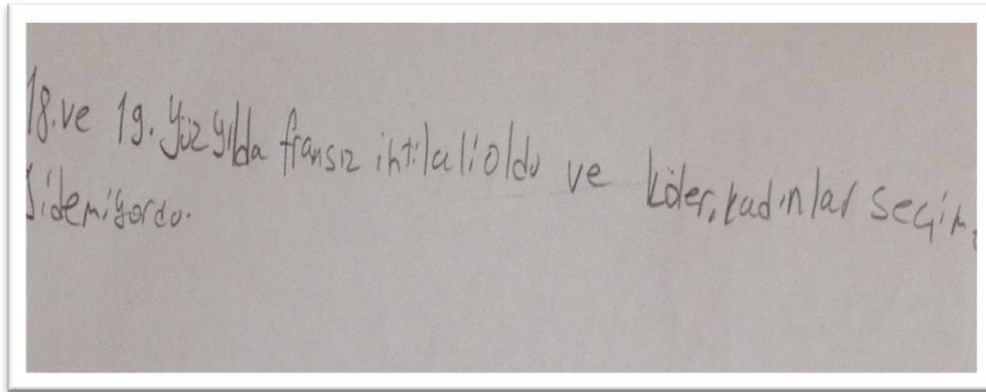 18.ve 19. yüz yılda fransız ihtilali oldu ve köler, kadınlar seçim
gidemiyordu.